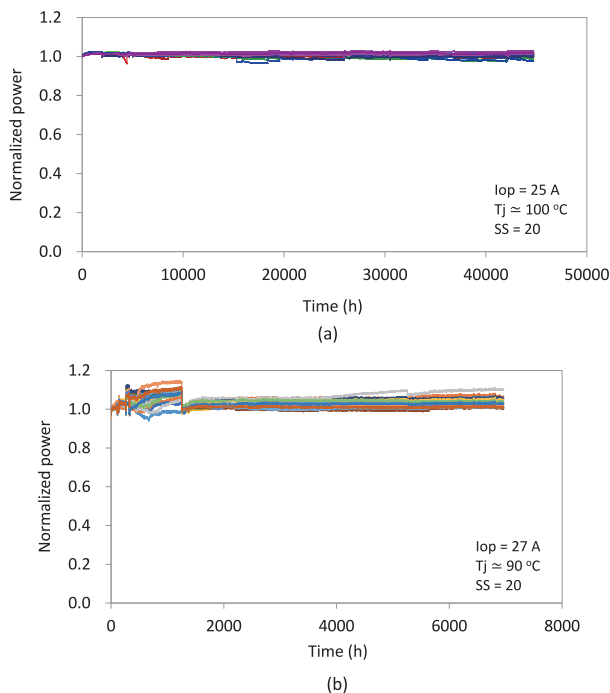 1.2
1.0
0.8
0.6
0.4
0.2
0.0
Normalized power
Iop = 25 A
Tj ≃ 100 °C
SS = 20
0 10000 20000 30000 40000 50000
Time (h)
(a)
1.2
1.0
0.8
0.6
0.4
0.2
0.0
Normalized power
Iop = 27 A
Tj ≃ 90 °C
SS = 20
0 2000 4000 6000 8000
Time (h)
(b)